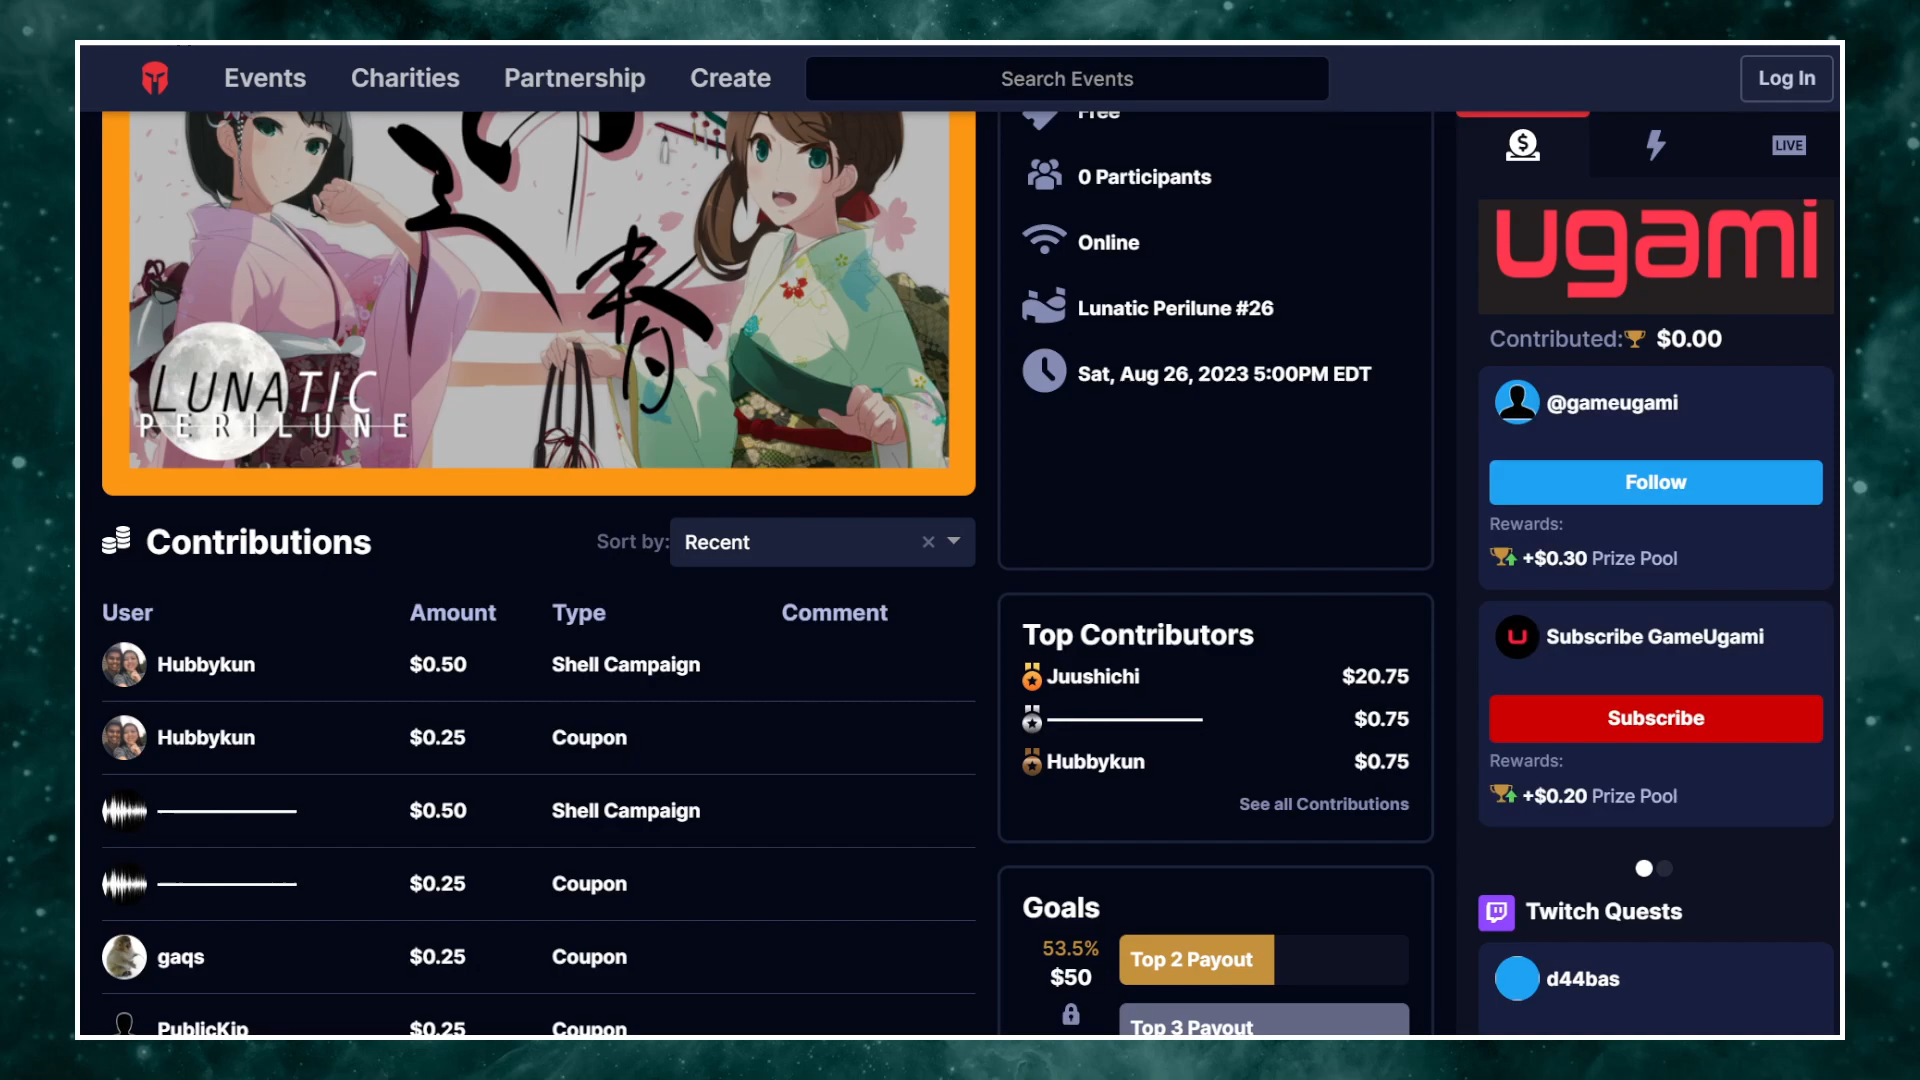 Events
Charities
Partnership
Create
Search Events
Log In
迎春
LUNATIC
PERILUNE
Free
0 Participants
Online
Lunatic Perilune #26
Sat, Aug 26, 2023 5:00PM EDT
LIVE
ugami
Contributed: $0.00
@gameugami
Follow
Rewards:
+$0.30 Prize Pool
Subscribe GameUgami
Subscribe
Rewards:
+$0.20 Prize Pool
Twitch Quests
d44bas
Contributions
Sort by: Recent
User Amount Type Comment
Hubbykun $0.50 Shell Campaign
Hubbykun $0.25 Coupon
$0.50 Shell Campaign
$0.25 Coupon
gaqs $0.25 Coupon
PublicKip $0.25 Coupon
Top Contributors
Juushichi $20.75
$0.75
Hubbykun $0.75
See all Contributions
Goals
53.5%
$50
Top 2 Payout
Top 3 Payout